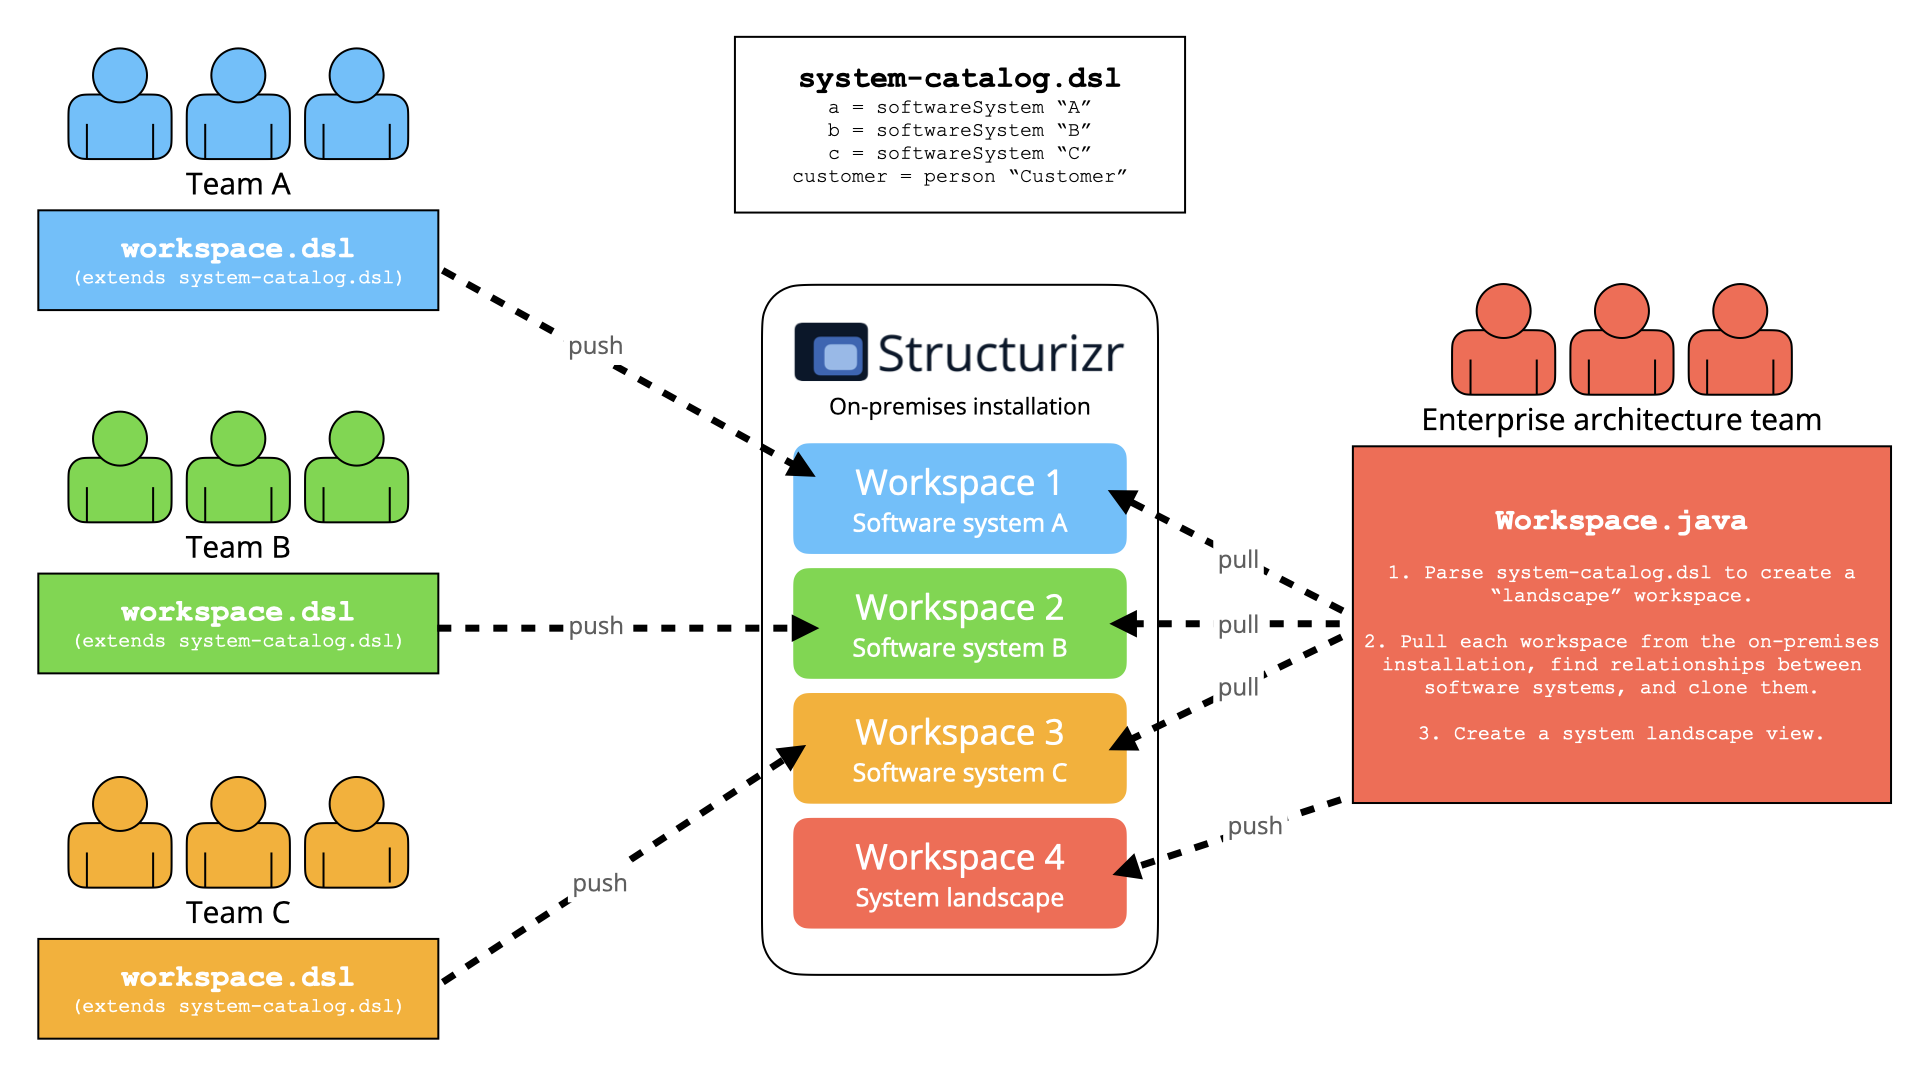 system-catalog.dsl
a = softwareSystem “A”
b = softwareSystem “B”
c = softwareSystem “C”
customer = person “Customer”
Team A
workspace.dsl
(extends system-catalog.dsl)
push
Team B
workspace.dsl
(extends system-catalog.dsl)
push
Team C
workspace.dsl
(extends system-catalog.dsl)
push
Structurizr
On-premises installation
Workspace 1
Software system A
Workspace 2
Software system B
Workspace 3
Software system C
Workspace 4
System landscape
pull
pull
pull
push
Enterprise architecture team
Workspace.java
1. Parse system-catalog.dsl to create a
“landscape” workspace.
2. Pull each workspace from the on-premises
installation, find relationships between
software systems, and clone them.
3. Create a system landscape view.